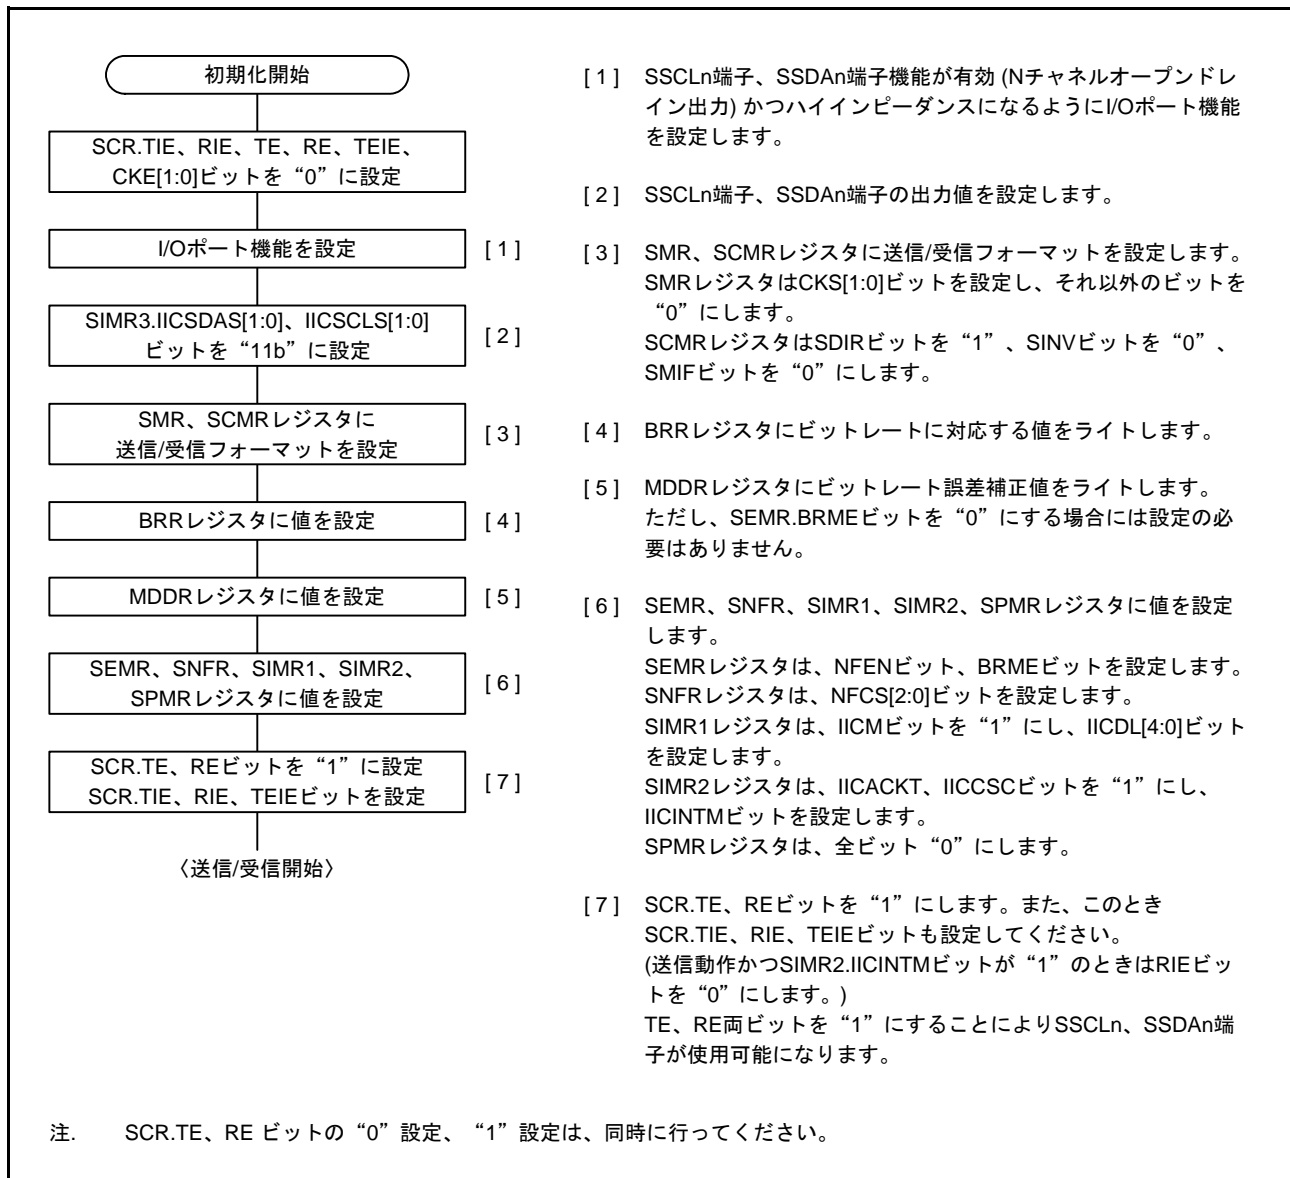 初期化開始
SCR.TIE、RIE、TE、RE、TEIE、
CKE[1:0]ビットを“0”に設定
I/Oポート機能を設定
[ 1 ]
SIMR3.IICSDAS[1:0]、IICSCLS[1:0]
ビットを“11b”に設定
[ 2 ]
SMR、SCMRレジスタに
送信/受信フォーマットを設定
[ 3 ]
BRRレジスタに値を設定
[ 4 ]
MDDRレジスタに値を設定
[ 5 ]
SEMR、SNFR、SIMR1、SIMR2、
SPMRレジスタに値を設定
[ 6 ]
SCR.TE、REビットを“1”に設定
SCR.TIE、RIE、TEIEビットを設定
[ 7 ]
〈送信/受信開始〉
[ 1 ] SSCLn端子、SSDAn端子機能が有効 (Nチャネルオープンドレ
イン出力) かつハイインピーダンスになるようにI/Oポート機能
を設定します。
[ 2 ] SSCLn端子、SSDAn端子の出力値を設定します。
[ 3 ] SMR、SCMRレジスタに送信/受信フォーマットを設定します。
SMRレジスタはCKS[1:0]ビットを設定し、それ以外のビットを
“0”にします。
SCMRレジスタはSDIRビットを“1”、SINVビットを“0”、
SMIFビットを“0”にします。
[ 4 ] BRRレジスタにビットレートに対応する値をライトします。
[ 5 ] MDDRレジスタにビットレート誤差補正値をライトします。
ただし、SEMR.BRMEビットを“0”にする場合には設定の必
要はありません。
[ 6 ] SEMR、SNFR、SIMR1、SIMR2、SPMRレジスタに値を設定
します。
SEMRレジスタは、NFENビット、BRMEビットを設定します。
SNFRレジスタは、NFCS[2:0]ビットを設定します。
SIMR1レジスタは、IICMビットを“1”にし、IICDL[4:0]ビット
を設定します。
SIMR2レジスタは、IICACKT、IICCSCビットを“1”にし、
IICINTMビットを設定します。
SPMRレジスタは、全ビット“0”にします。
[ 7 ] SCR.TE、REビットを“1”にします。また、このとき
SCR.TIE、RIE、TEIEビットも設定してください。
(送信動作かつSIMR2.IICINTMビットが“1”のときはRIEビッ
トを“0”にします。)
TE、RE両ビットを“1”にすることによりSSCLn、SSDAn端
子が使用可能になります。
注. SCR.TE、RE ビットの“0”設定、“1”設定は、同時に行ってください。